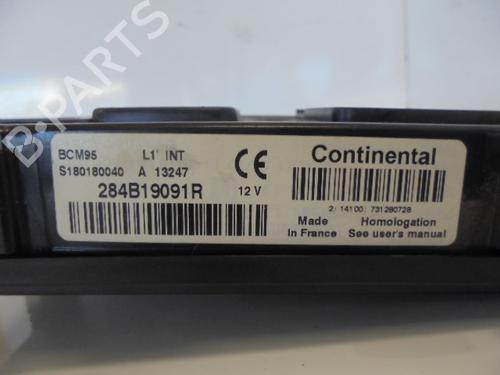 B-PARTS
BCM95 L1' INT
S180180040 A 13247
284B19091R
12 V
CE
Continental
2/ 14100/ 731280728
Made in France
Homologation See user's manual